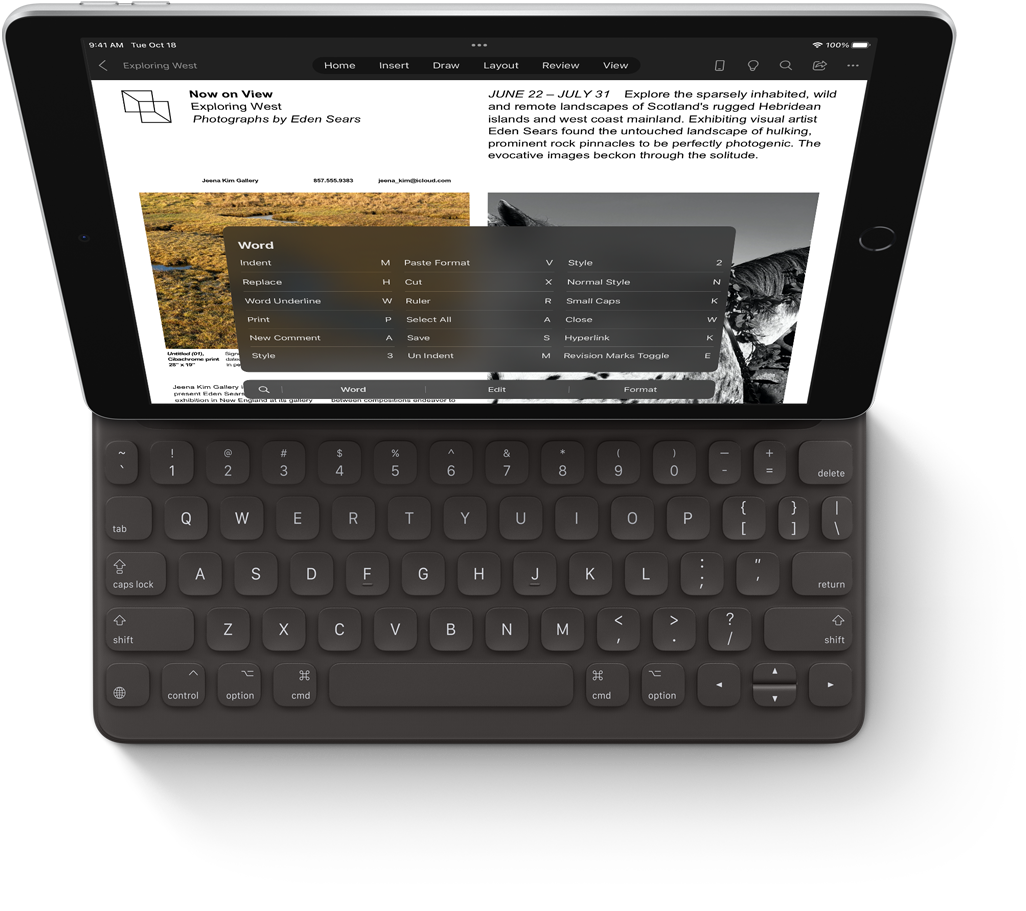 9:41 AM Tue Oct 18
100%
Exploring West
Home Insert Draw Layout Review View
Now on View
Exploring West
Photographs by Eden Sears
JUNE 22 – JULY 31 Explore the sparsely inhabited, wild
and remote landscapes of Scotland's rugged Hebridean
islands and west coast mainland. Exhibiting visual artist
Eden Sears found the untouched landscape of hulking,
prominent rock pinnacles to be perfectly photogenic. The
evocative images beckon through the solitude.
Jeena Kim Gallery 857.555.9383 jeena_kim@icloud.com
Word
Indent M Paste Format V Style 2
Replace H Cut X Normal Style N
Word Underline W Ruler R Small Caps K
Print P Select All A Close W
New Comment A Save S Hyperlink K
Style 3 Un Indent M Revision Marks Toggle E
Untitled (01),
Cibachrome print
28" x 19"
Word Edit Format
Jeena Kim Gallery
present Eden Sears
exhibition in New England at its gallery
between compositions endeavor to
~ ! @ # $ % ^ & * ( ) — +
` 1 2 3 4 5 6 7 8 9 0 - = delete
tab Q W E R T Y U I O P { [ } ] | \
caps lock A S D F G H J K L : ; " ' return
shift Z X C V B N M < , > . ? / shift
control option cmd cmd option